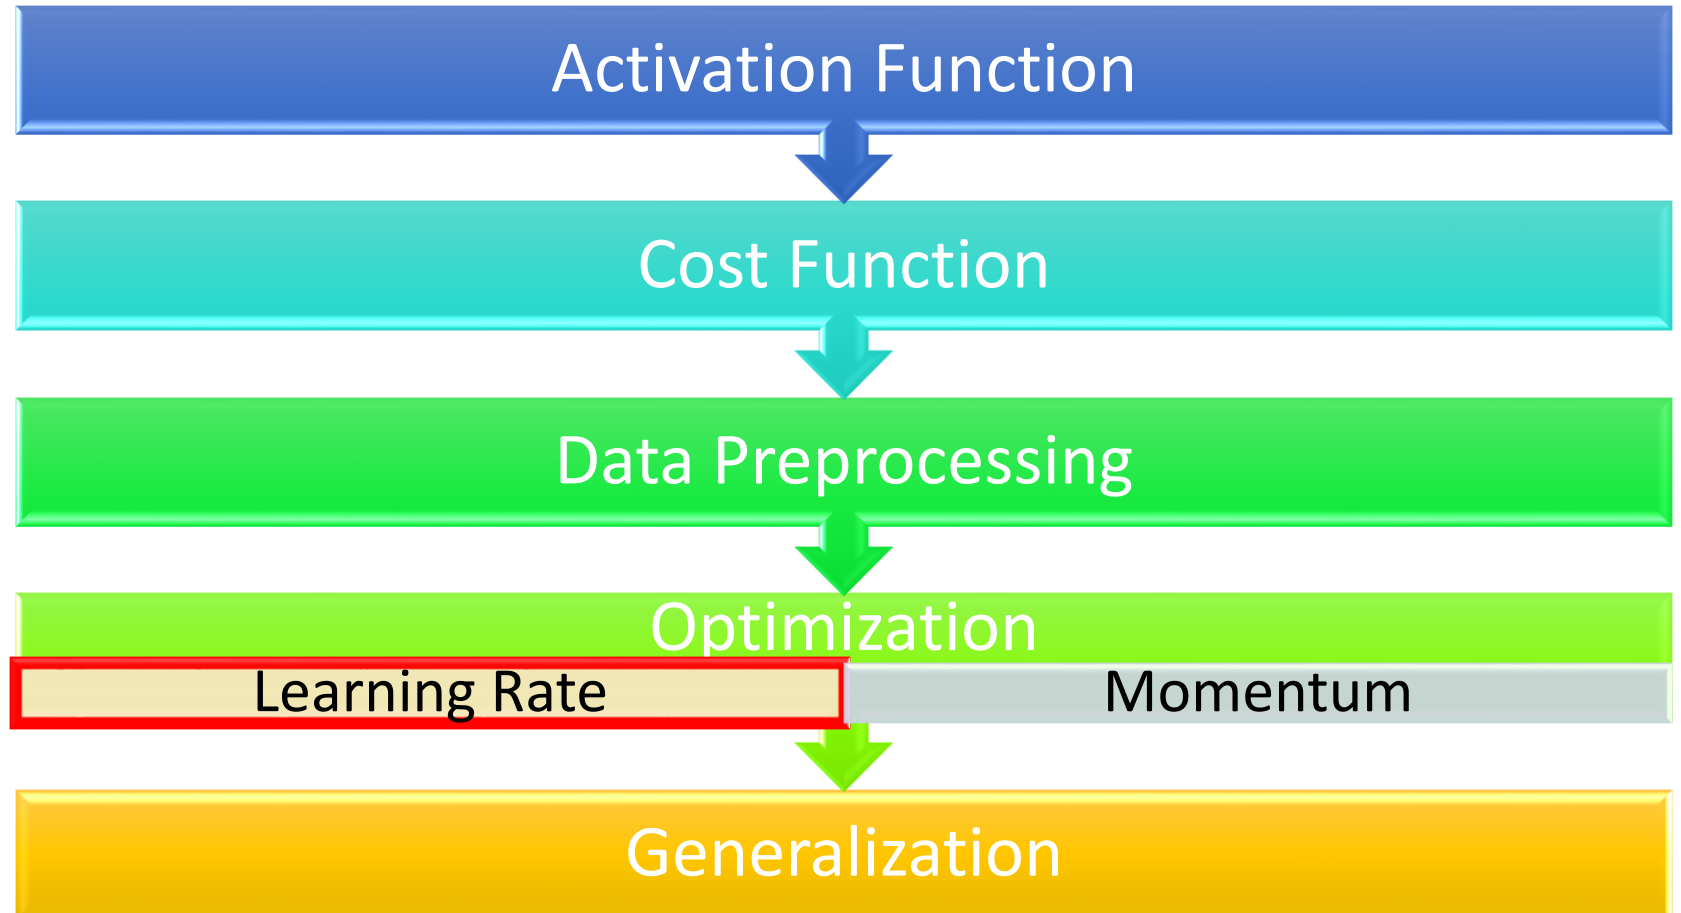 Activation Function
Cost Function
Data Preprocessing
Optimization
Learning Rate
Momentum
Generalization